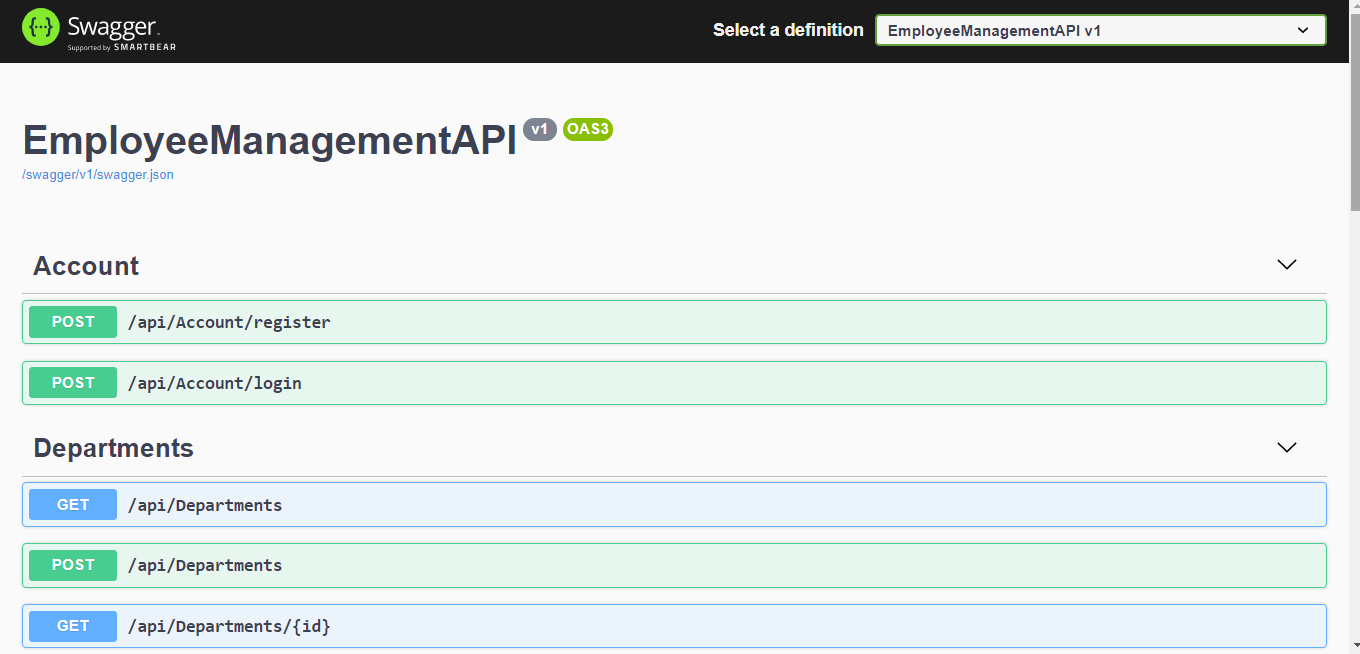 Swagger.
Supported by SMARTBEAR
Select a definition
EmployeeManagementAPI v1
EmployeeManagementAPI v1 OAS3
/swagger/v1/swagger.json
Account
POST /api/Account/register
POST /api/Account/login
Departments
GET /api/Departments
POST /api/Departments
GET /api/Departments/{id}